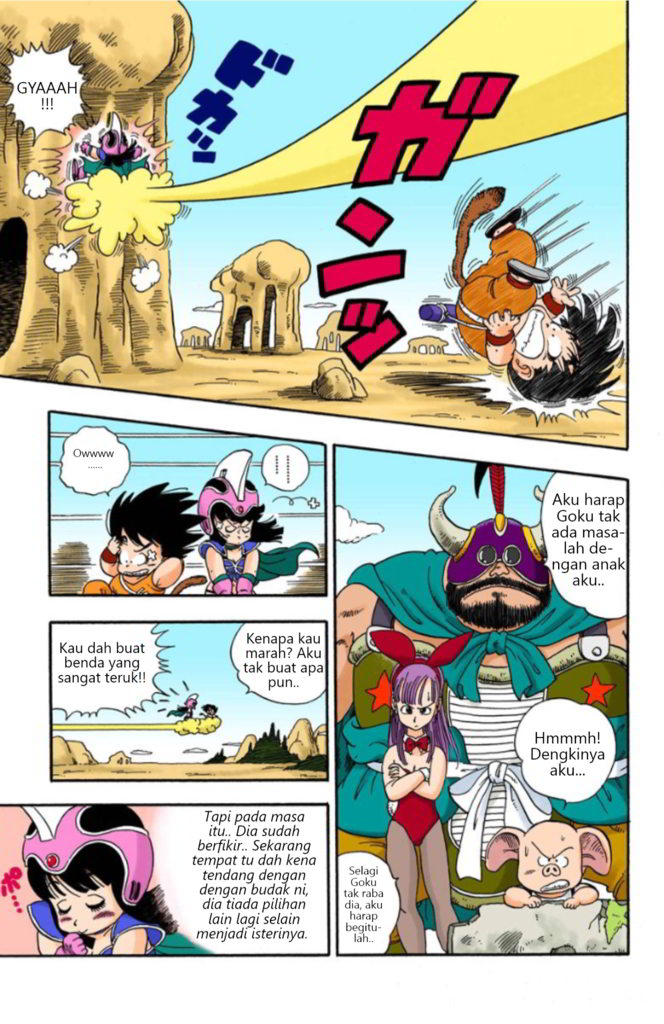 GYAAAH
!!!
ドカッ
ガンッ
Owwww
......
Aku harap
Goku tak
ada masa-
lah de-
ngan anak
aku..
Kau dah buat
benda yang
sangat teruk!!
Kenapa kau
marah? Aku
tak buat apa
pun..
Hmmmh!
Dengkinya
aku...
Selagi
Goku
tak raba
dia, aku
harap
begitu-
lah..
Tapi pada masa
itu.. Dia sudah
berfikir.. Sekarang
tempat tu dah kena
tendang dengan
dengan budak ni,
dia tiada pilihan
lain lagi selain
menjadi isterinya.